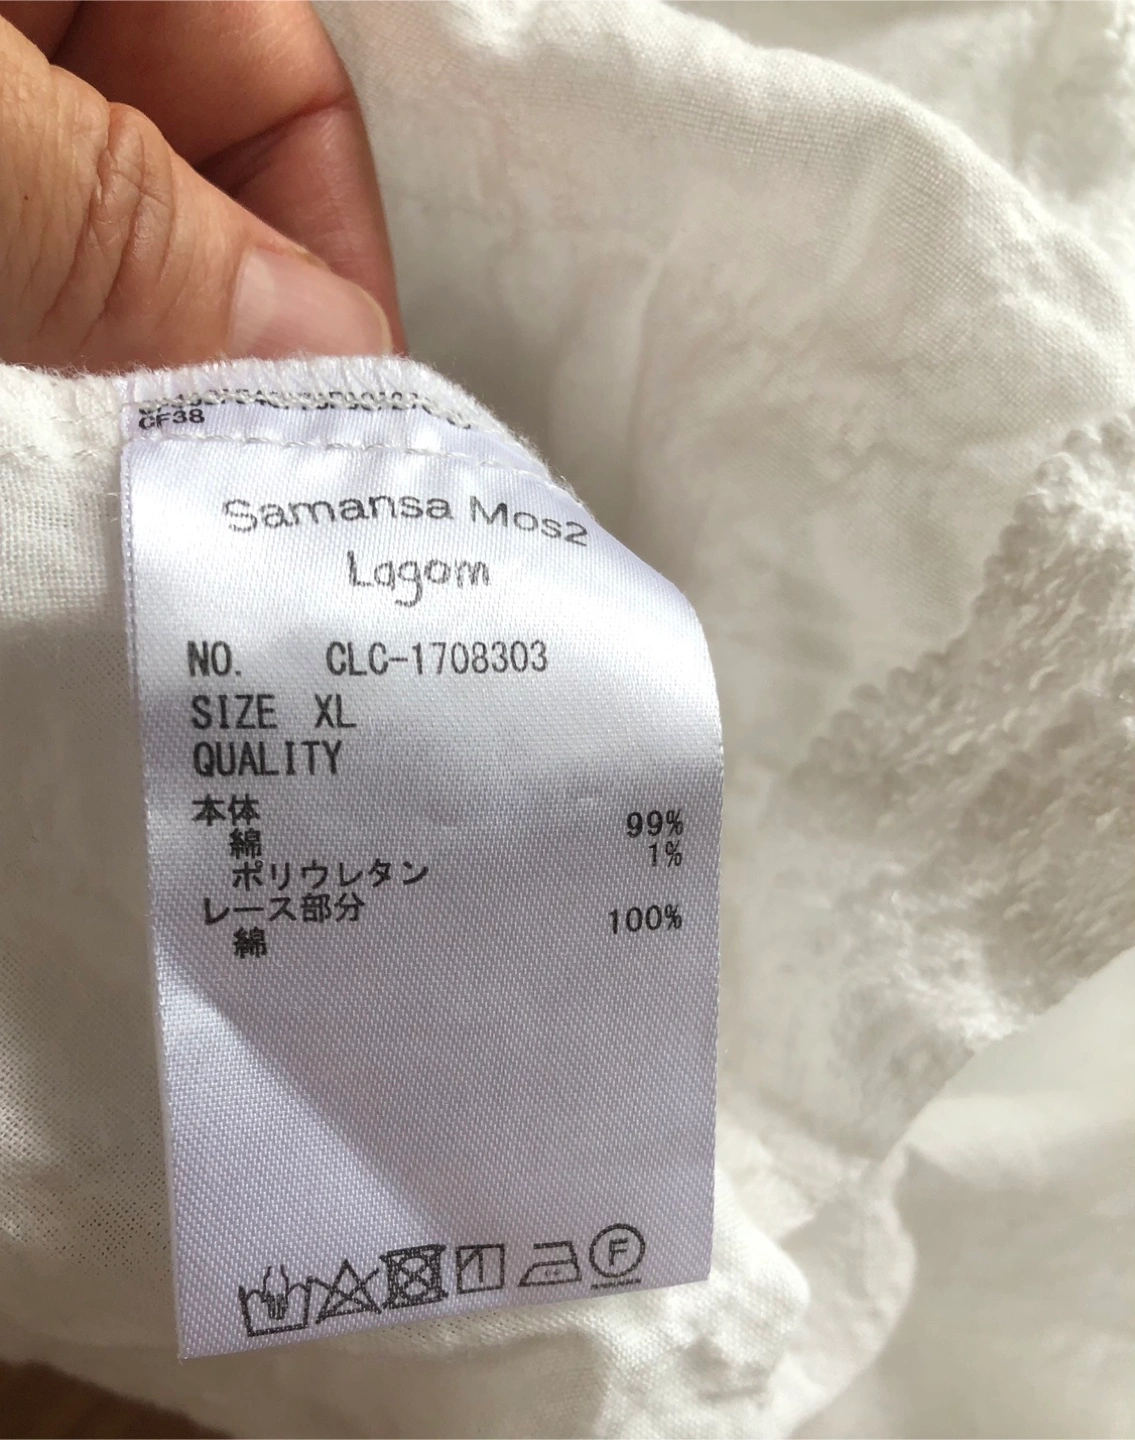 CF38
Samansa Mos2
Lagom
NO. CLC-1708303
SIZE XL
QUALITY
本体
綿 99%
ポリウレタン 1%
レース部分
綿 100%
F